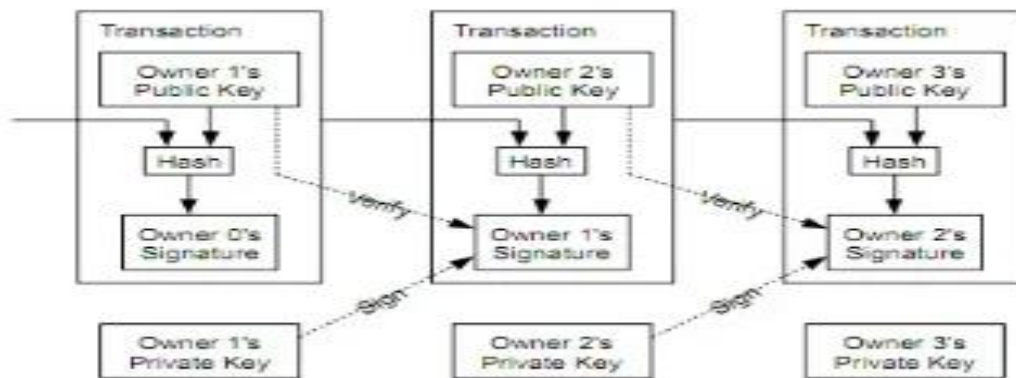 Transaction
Owner 1's
Public Key
Hash
Owner 0's
Signature
Transaction
Owner 2's
Public Key
Hash
Verify
Owner 1's
Signature
Transaction
Owner 3's
Public Key
Hash
Verify
Owner 2's
Signature
Sign
Sign
Owner 1's
Private Key
Owner 2's
Private Key
Owner 3's
Private Key